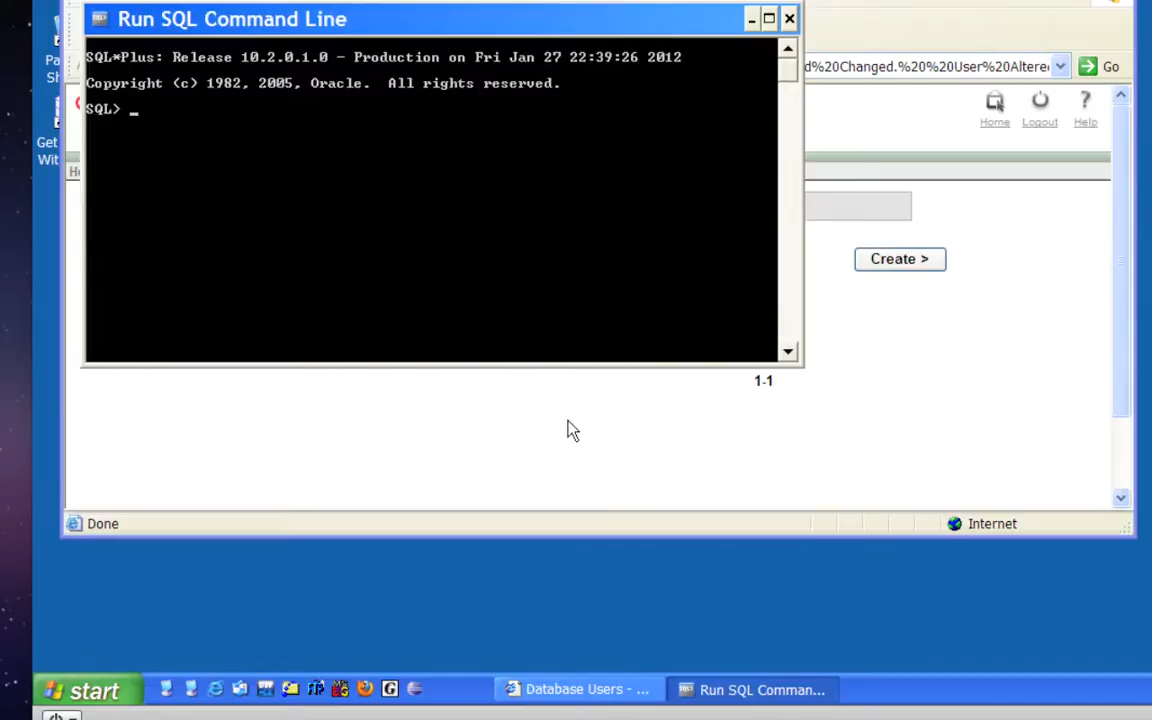 Run SQL Command Line
SQL*Plus: Release 10.2.0.1.0 - Production on Fri Jan 27 22:39:26 2012
Copyright (c) 1982, 2005, Oracle.  All rights reserved.
SQL> _
d%20Changed.%20%20User%20Altere
Go
Home
Logout
Help
Get
Wit
Create >
1-1
Done
Internet
start
Database Users - ...
Run SQL Comman...